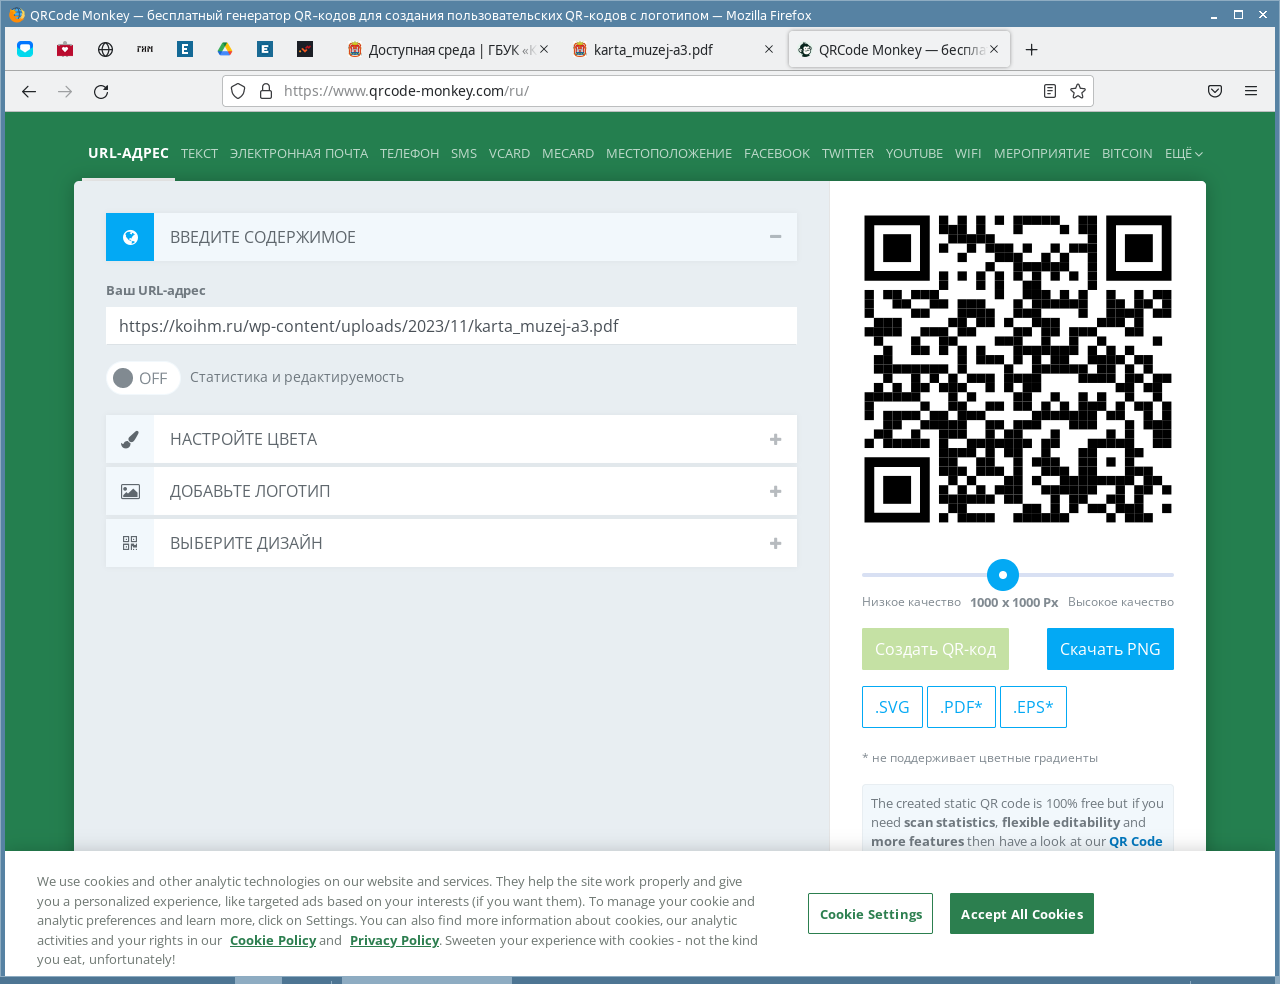 QRCode Monkey — бесплатный генератор QR-кодов для создания пользовательских QR-кодов с логотипом — Mozilla Firefox
ГИМ
E
E
Доступная среда | ГБУК «К
karta_muzej-a3.pdf
QRCode Monkey — беспла
https://www.qrcode-monkey.com/ru/
URL-АДРЕС ТЕКСТ ЭЛЕКТРОННАЯ ПОЧТА ТЕЛЕФОН SMS VCARD MECARD МЕСТОПОЛОЖЕНИЕ FACEBOOK TWITTER YOUTUBE WIFI МЕРОПРИЯТИЕ BITCOIN ЕЩЁ
ВВЕДИТЕ СОДЕРЖИМОЕ
Ваш URL-адрес
https://koihm.ru/wp-content/uploads/2023/11/karta_muzej-a3.pdf
OFF Статистика и редактируемость
НАСТРОЙТЕ ЦВЕТА
ДОБАВЬТЕ ЛОГОТИП
ВЫБЕРИТЕ ДИЗАЙН
Низкое качество 1000 x 1000 Px Высокое качество
Создать QR-код Скачать PNG
.SVG .PDF* .EPS*
* не поддерживает цветные градиенты
The created static QR code is 100% free but if you
need scan statistics, flexible editability and
more features then have a look at our QR Code
We use cookies and other analytic technologies on our website and services. They help the site work properly and give
you a personalized experience, like targeted ads based on your interests (if you want them). To manage your cookie and
analytic preferences and learn more, click on Settings. You can also find more information about cookies, our analytic
activities and your rights in our Cookie Policy and Privacy Policy. Sweeten your experience with cookies - not the kind
you eat, unfortunately!
Cookie Settings
Accept All Cookies